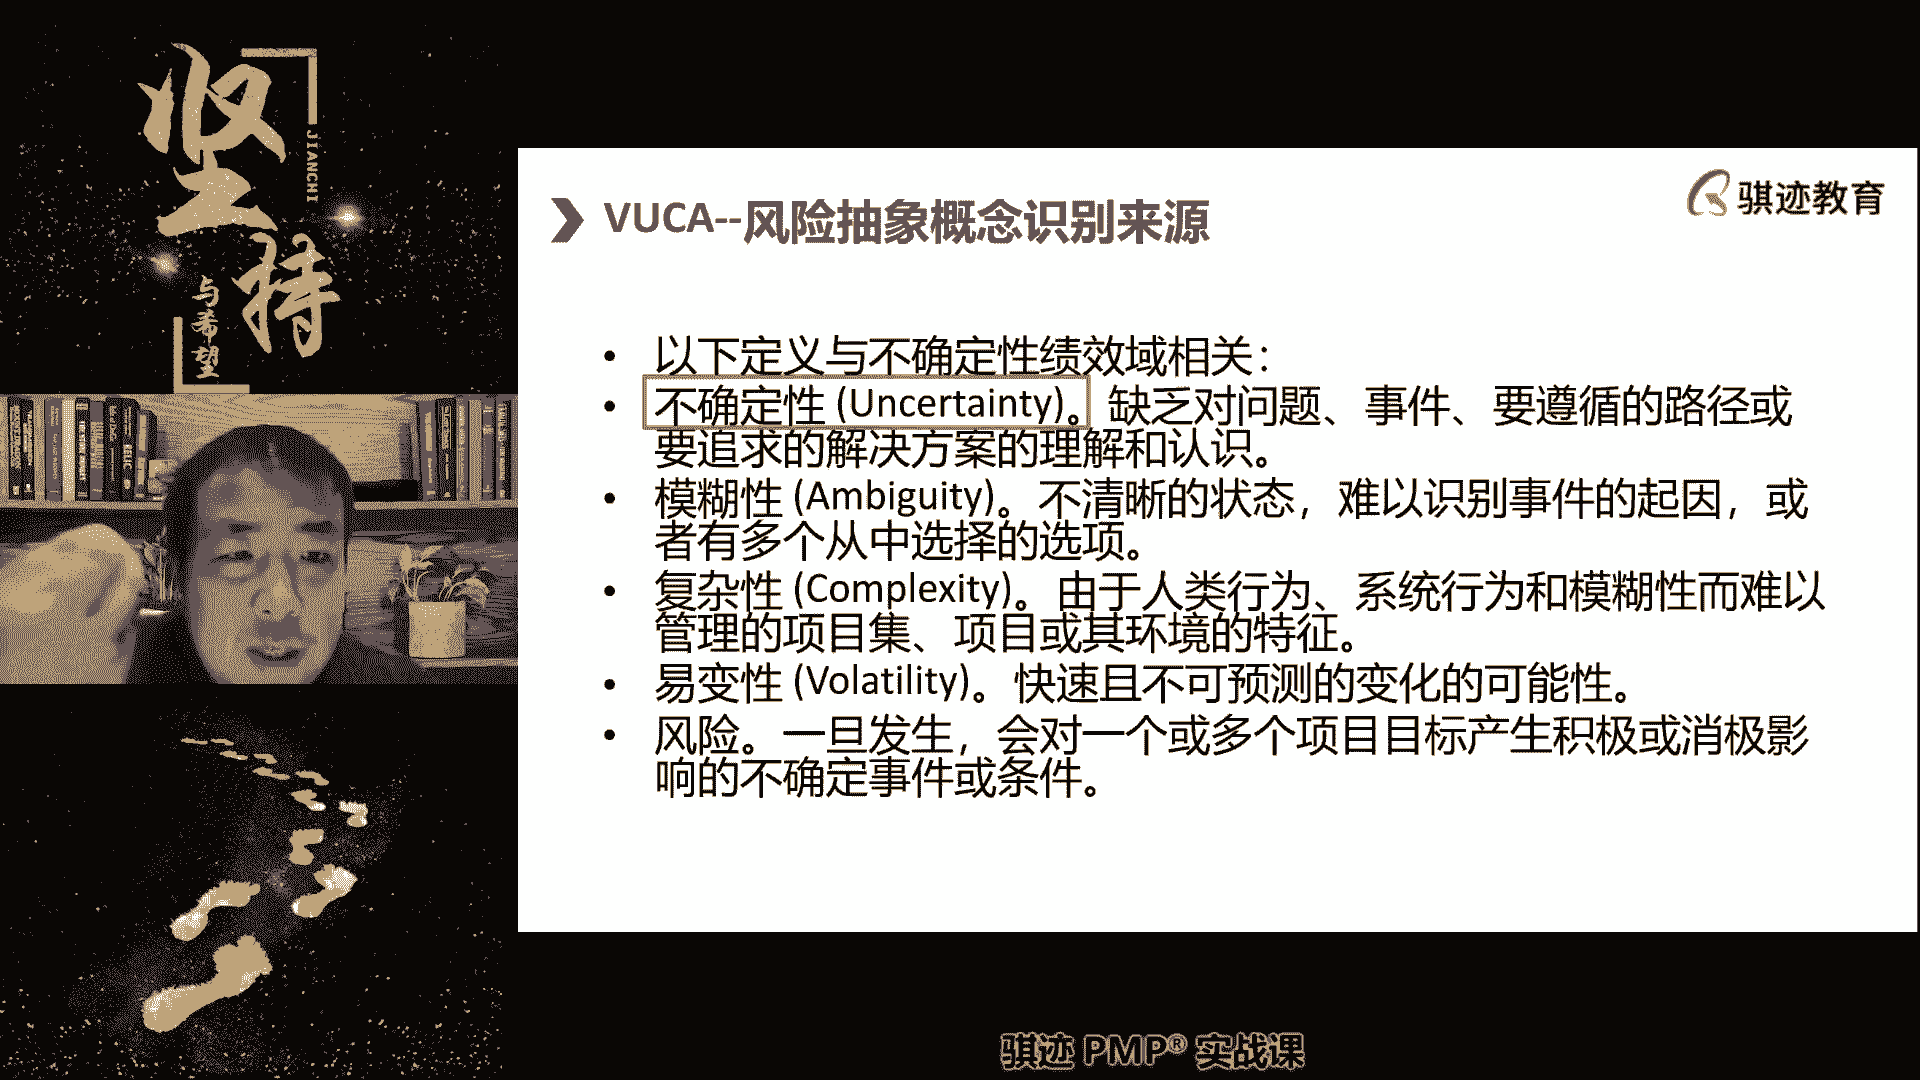 坚持
JIANCHI
与希望
骐迹教育
VUCA--风险抽象概念识别来源
• 以下定义与不确定性绩效域相关：
• 不确定性 (Uncertainty)。缺乏对问题、事件、要遵循的路径或
要追求的解决方案的理解和认识。
• 模糊性 (Ambiguity)。不清晰的状态，难以识别事件的起因，或
者有多个从中选择的选项。
• 复杂性 (Complexity)。由于人类行为、系统行为和模糊性而难以
管理的项目集、项目或其环境的特征。
• 易变性 (Volatility)。快速且不可预测的变化的可能性。
• 风险。一旦发生，会对一个或多个项目目标产生积极或消极影
响的不确定事件或条件。
骐迹 PMP® 实战课